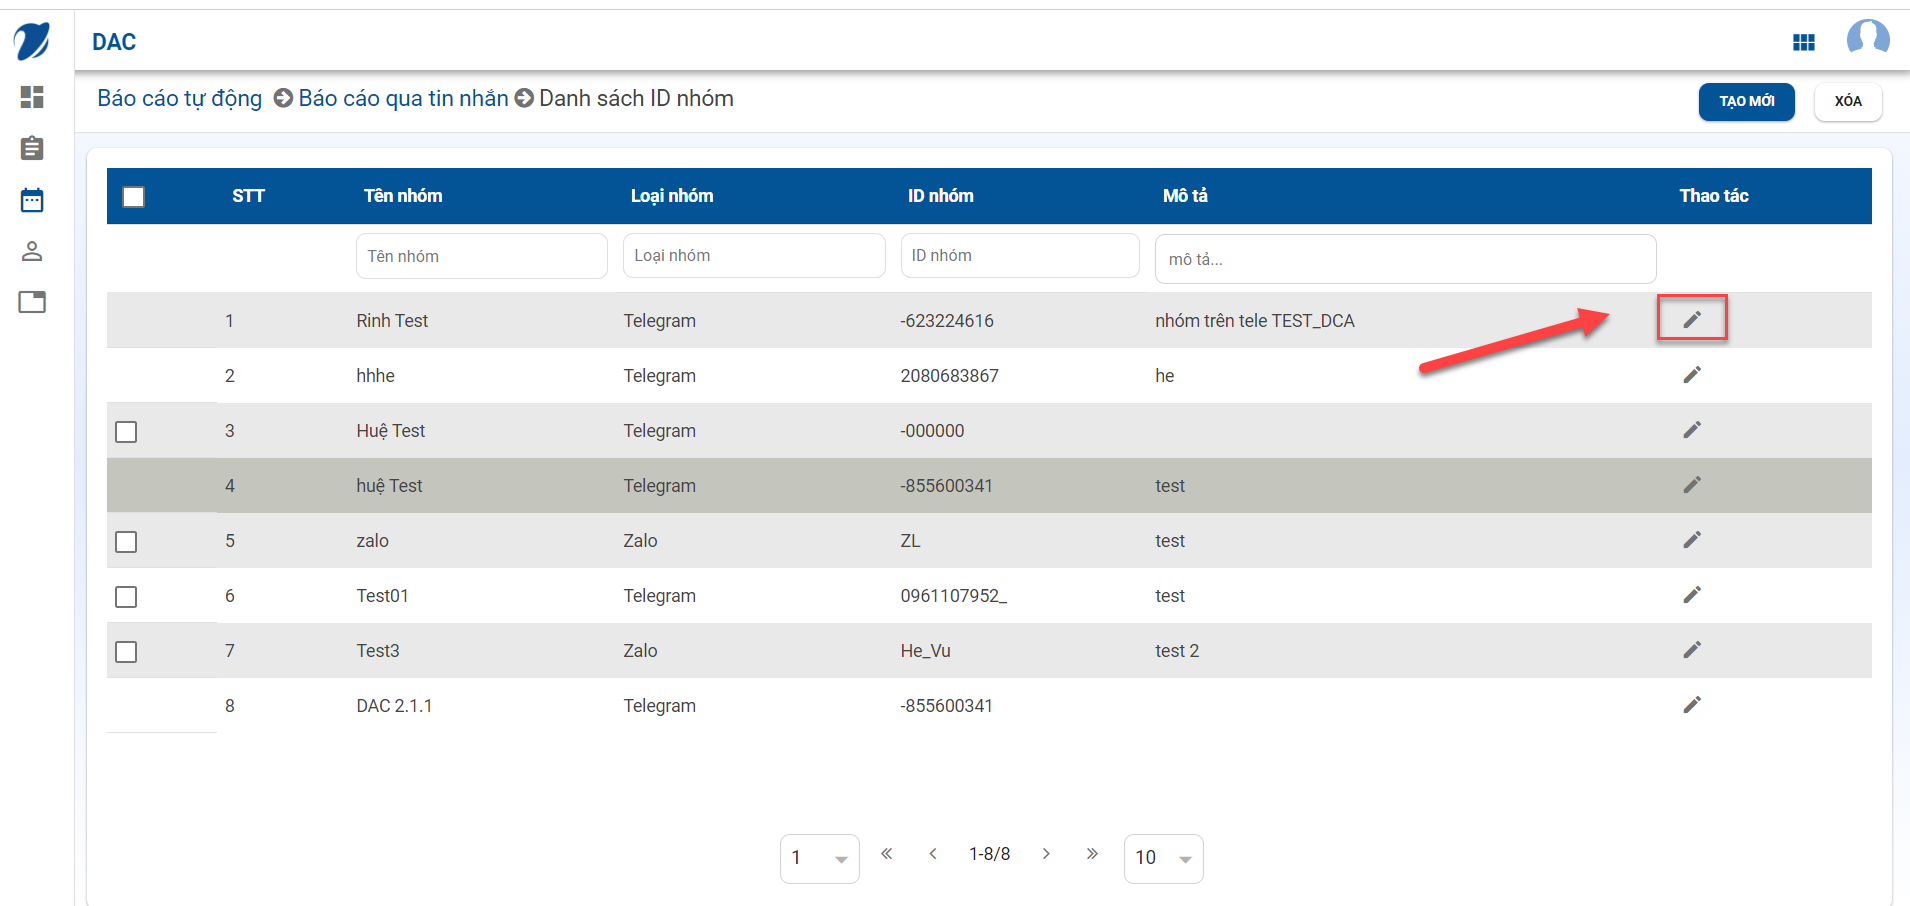 DAC
Báo cáo tự động Báo cáo qua tin nhắn Danh sách ID nhóm
TẠO MỚI XÓA
STT Tên nhóm Loại nhóm ID nhóm Mô tả Thao tác
Tên nhóm Loại nhóm ID nhóm mô tả...
1 Rinh Test Telegram -623224616 nhóm trên tele TEST_DCA
2 hhhe Telegram 2080683867 he
3 Huệ Test Telegram -000000
4 huệ Test Telegram -855600341 test
5 zalo Zalo ZL test
6 Test01 Telegram 0961107952_ test
7 Test3 Zalo He_Vu test 2
8 DAC 2.1.1 Telegram -855600341
1 « ‹ 1-8/8 › » 10